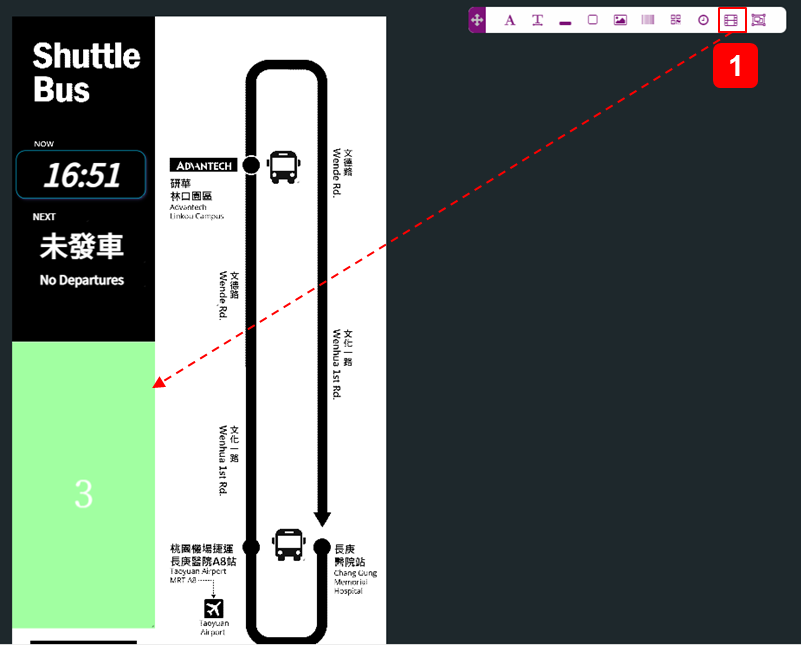 Shuttle
Bus
NOW
16:51
NEXT
未發車
No Departures
3
A T
1
ADVANTECH
研華
林口園區
Advantech
Linkou Campus
文德路
Wende Rd.
文德路
Wende Rd.
文化一路
Wenhua 1st Rd.
文化一路
Wenhua 1st Rd.
桃園機場捷運
長庚醫院A8站
Taoyuan Airport
MRT A8
Taoyuan
Airport
長庚
醫院站
Chang Gung
Memorial
Hospital